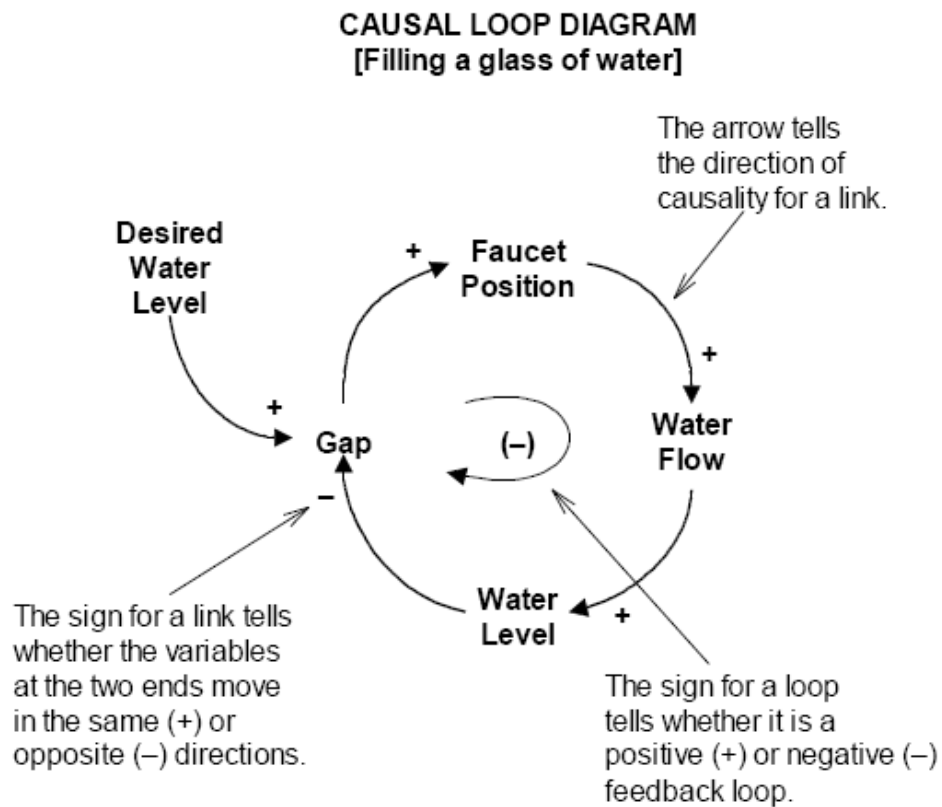 CAUSAL LOOP DIAGRAM
[Filling a glass of water]
The arrow tells
the direction of
causality for a link.
Desired
Water
Level
+
Faucet
Position
+
+
Gap
(–)
Water
Flow
–
Water
Level
+
The sign for a link tells
whether the variables
at the two ends move
in the same (+) or
opposite (–) directions.
The sign for a loop
tells whether it is a
positive (+) or negative (–)
feedback loop.